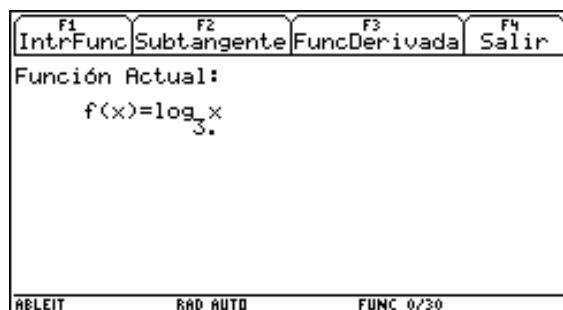 F1 F2 F3 F4
IntrFunc Subtangente FuncDerivada Salir
Función Actual:
f(x)=log x
3.
ABLEIT RAD AUTO FUNC 0/30